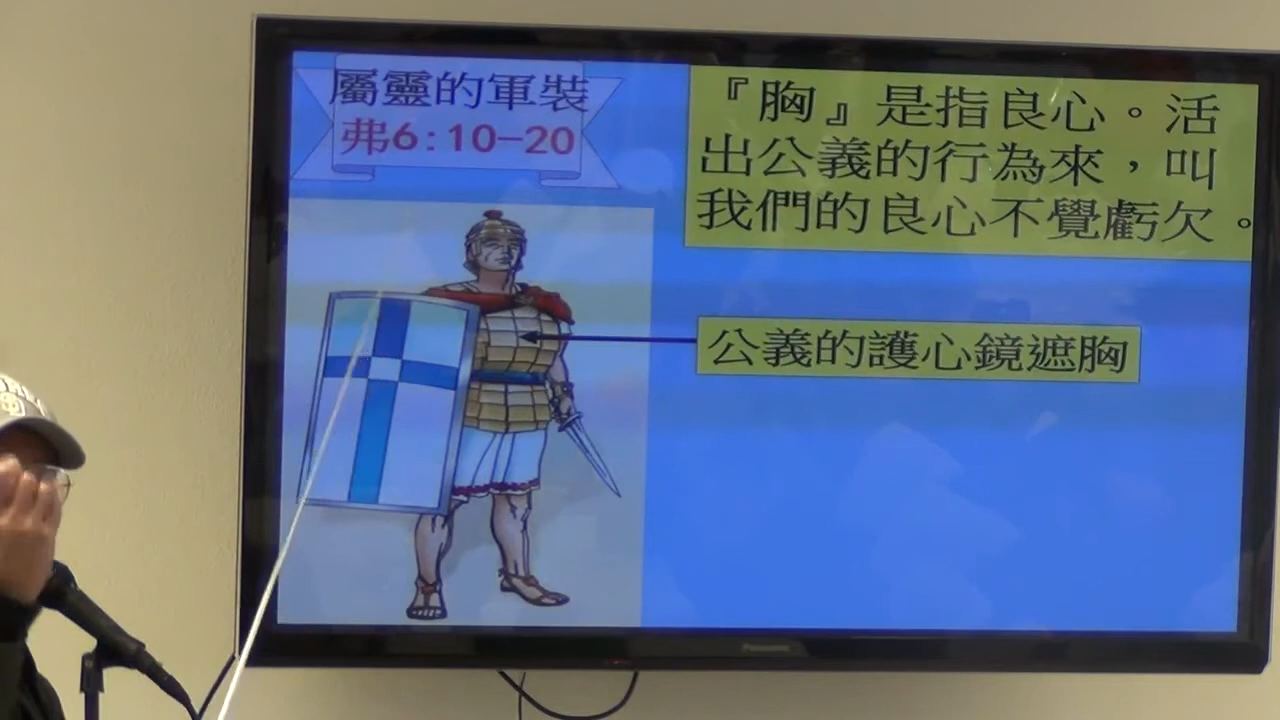 屬靈的軍裝
弗6:10-20
『胸』是指良心。活
出公義的行為來，叫
我們的良心不覺虧欠。
公義的護心鏡遮胸
Panasonic